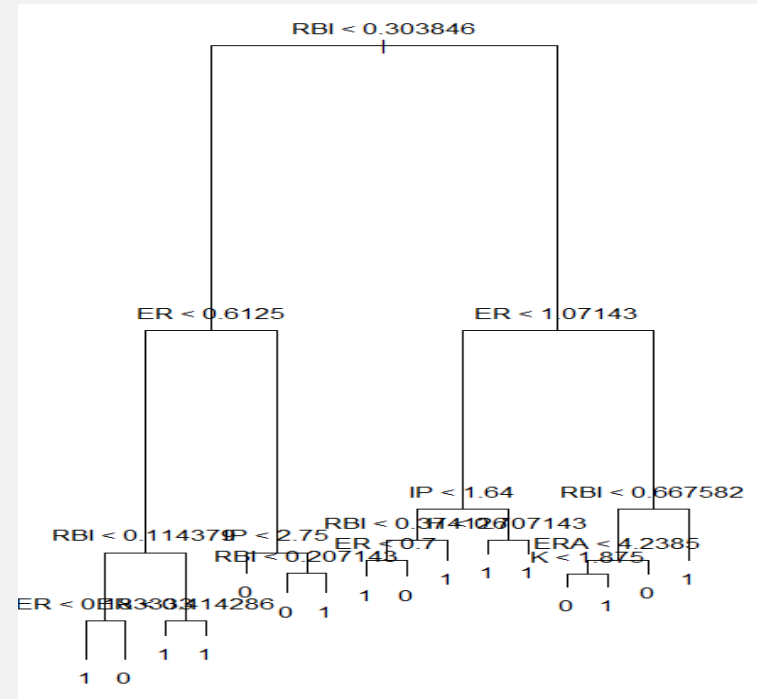 RBI < 0.303846
ER < 0.6125
ER < 1.07143
IP < 1.64
RBI < 0.667582
RBI < 0.114379
IP < 2.75
RBI < 0.207143
ER < 0.7
ERA < 4.2385
K < 1.875
0
0
1
1
0
1
1
1
0
1
0
1
1
1
1
0